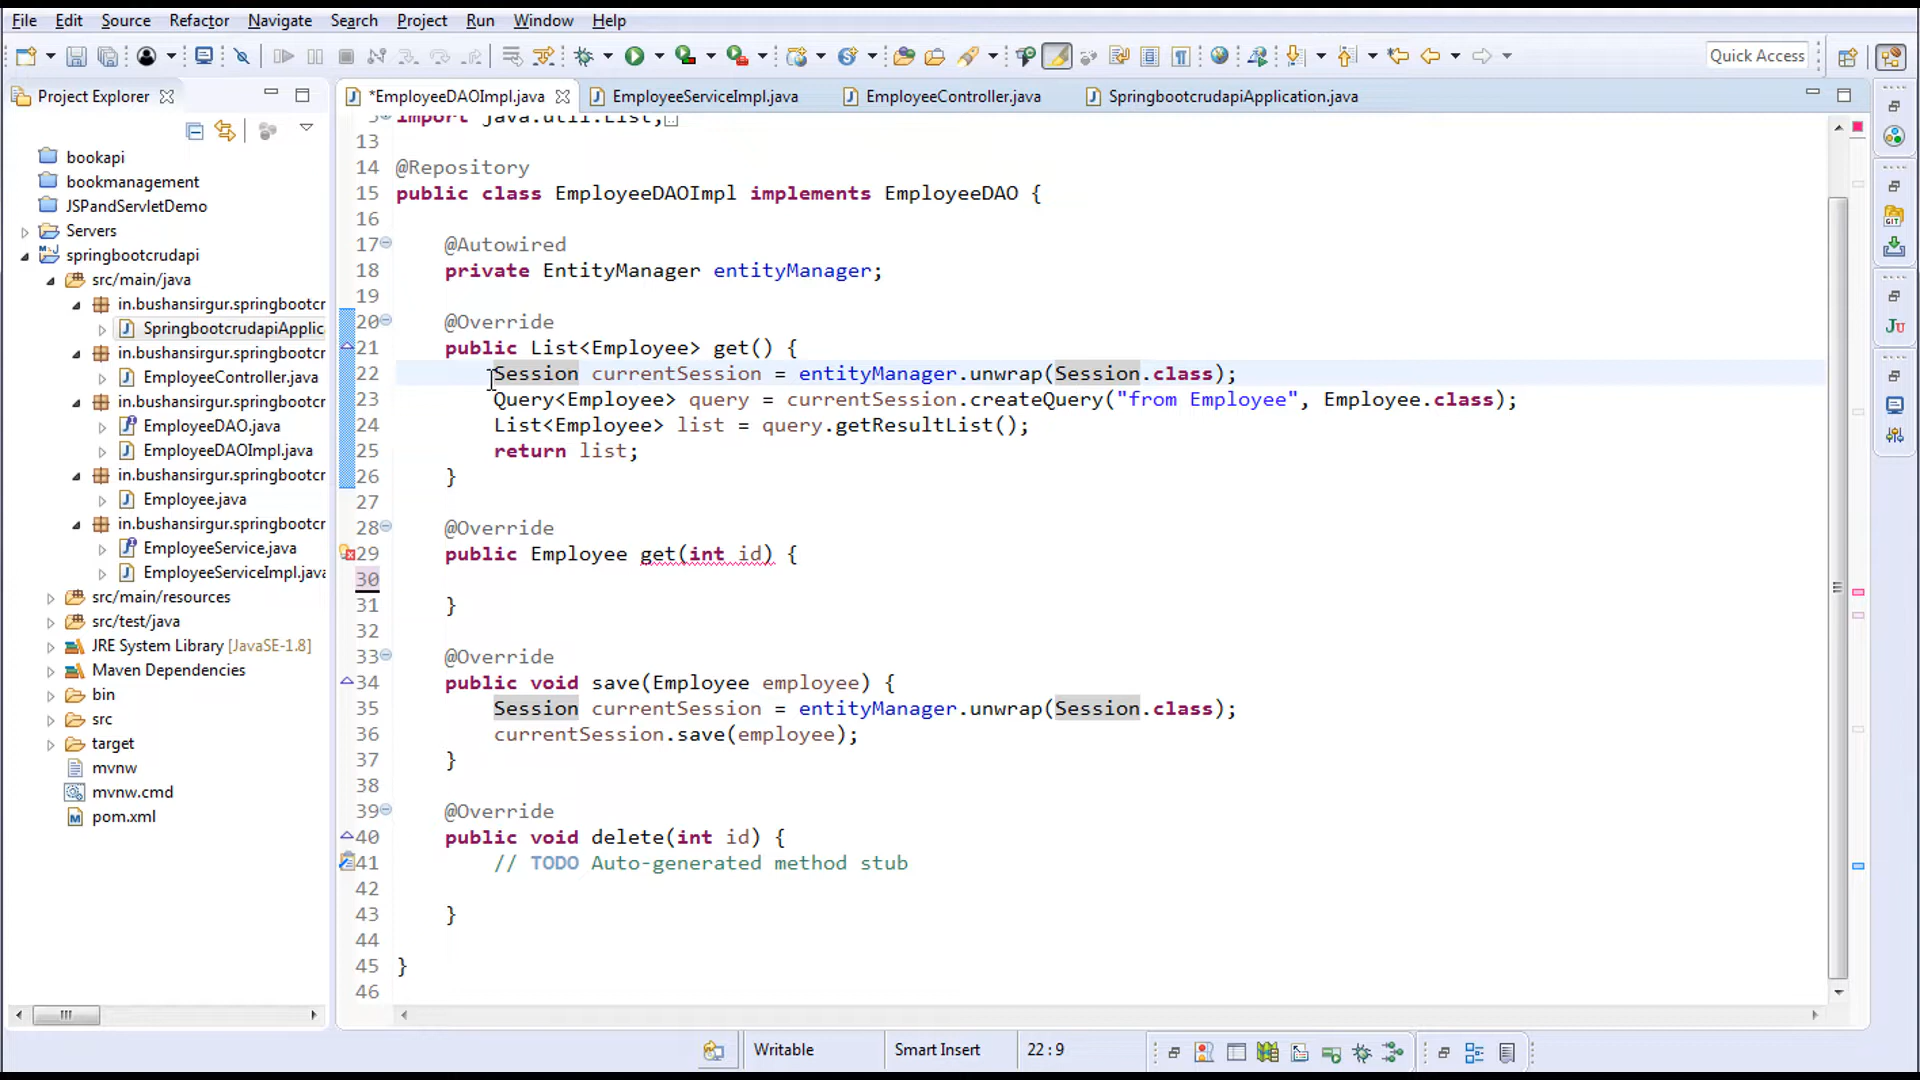 File Edit Source Refactor Navigate Search Project Run Window Help
Quick Access
Project Explorer
*EmployeeDAOImpl.java EmployeeServiceImpl.java EmployeeController.java SpringbootcrudapiApplication.java
bookapi
bookmanagement
JSPandServletDemo
Servers
springbootcrudapi
src/main/java
in.bushansirgur.springbootcr
SpringbootcrudapiApplic
in.bushansirgur.springbootcr
EmployeeController.java
in.bushansirgur.springbootcr
EmployeeDAO.java
EmployeeDAOImpl.java
in.bushansirgur.springbootcr
Employee.java
in.bushansirgur.springbootcr
EmployeeService.java
EmployeeServiceImpl.java
src/main/resources
src/test/java
JRE System Library [JavaSE-1.8]
Maven Dependencies
bin
src
target
mvnw
mvnw.cmd
pom.xml
import java.util.List;
13
14 @Repository
15 public class EmployeeDAOImpl implements EmployeeDAO {
16
17 @Autowired
18 private EntityManager entityManager;
19
20 @Override
21 public List<Employee> get() {
22 Session currentSession = entityManager.unwrap(Session.class);
23 Query<Employee> query = currentSession.createQuery("from Employee", Employee.class);
24 List<Employee> list = query.getResultList();
25 return list;
26 }
27
28 @Override
29 public Employee get(int id) {
30
31 }
32
33 @Override
34 public void save(Employee employee) {
35 Session currentSession = entityManager.unwrap(Session.class);
36 currentSession.save(employee);
37 }
38
39 @Override
40 public void delete(int id) {
41 // TODO Auto-generated method stub
42
43 }
44
45 }
46
Writable Smart Insert 22 : 9